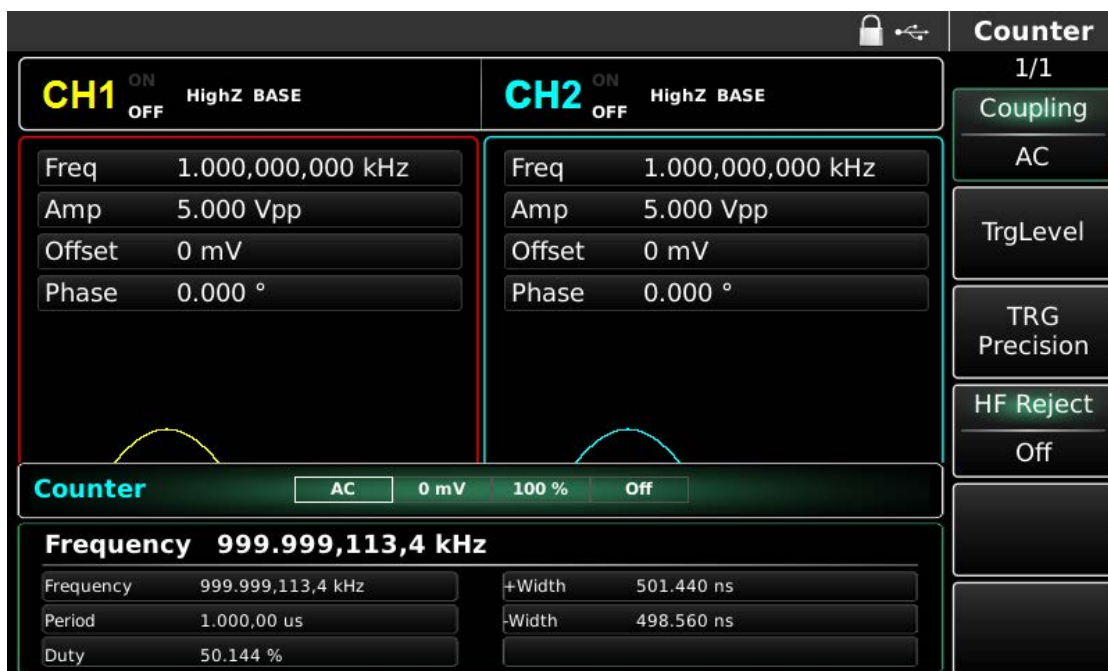 Counter
1/1
CH1 ON OFF HighZ BASE
CH2 ON OFF HighZ BASE
Freq 1.000,000,000 kHz
Amp 5.000 Vpp
Offset 0 mV
Phase 0.000 °
Freq 1.000,000,000 kHz
Amp 5.000 Vpp
Offset 0 mV
Phase 0.000 °
Coupling
AC
TrgLevel
TRG
Precision
HF Reject
Off
Counter AC 0 mV 100 % Off
Frequency 999.999,113,4 kHz
Frequency 999.999,113,4 kHz
Period 1.000,00 us
Duty 50.144 %
+Width 501.440 ns
-Width 498.560 ns